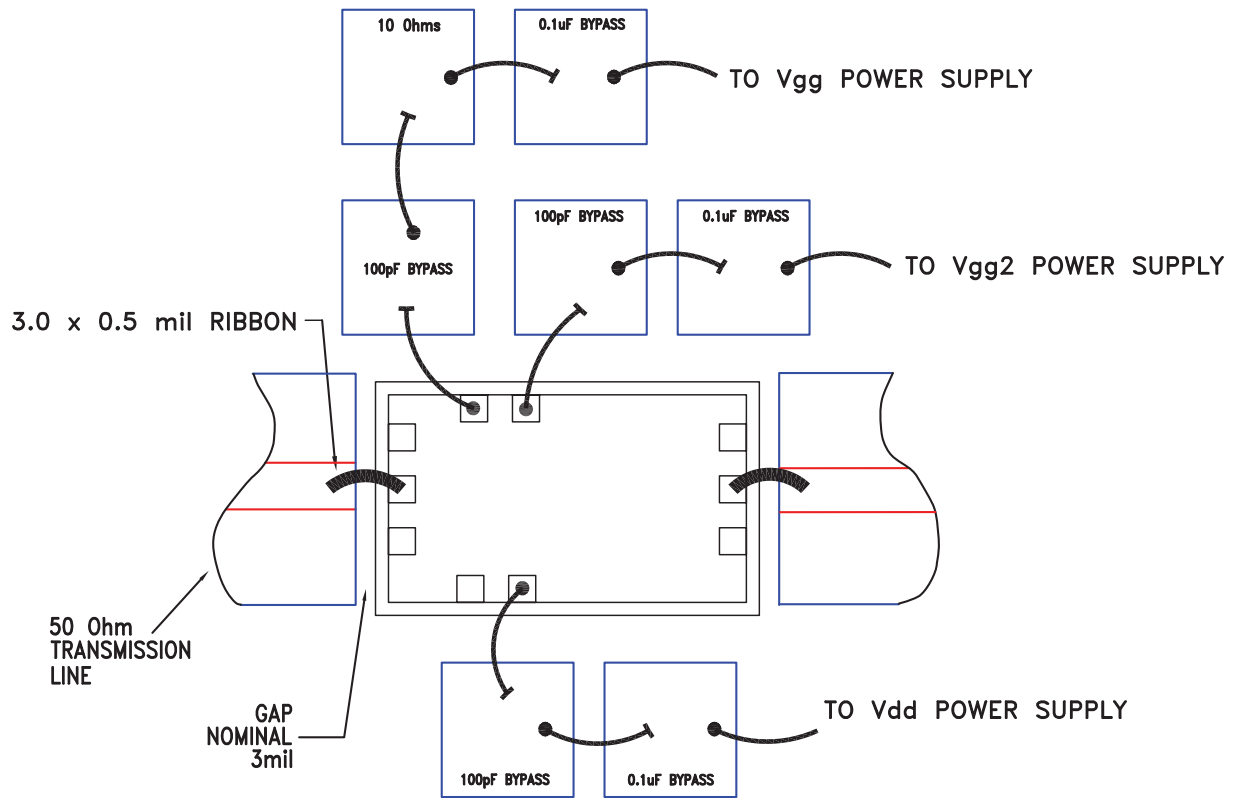 10 Ohms
0.1uF BYPASS
TO Vgg POWER SUPPLY
100pF BYPASS
0.1uF BYPASS
TO Vgg2 POWER SUPPLY
100pF BYPASS
3.0 x 0.5 mil RIBBON
50 Ohm
TRANSMISSION
LINE
GAP
NOMINAL
3mil
TO Vdd POWER SUPPLY
100pF BYPASS
0.1uF BYPASS